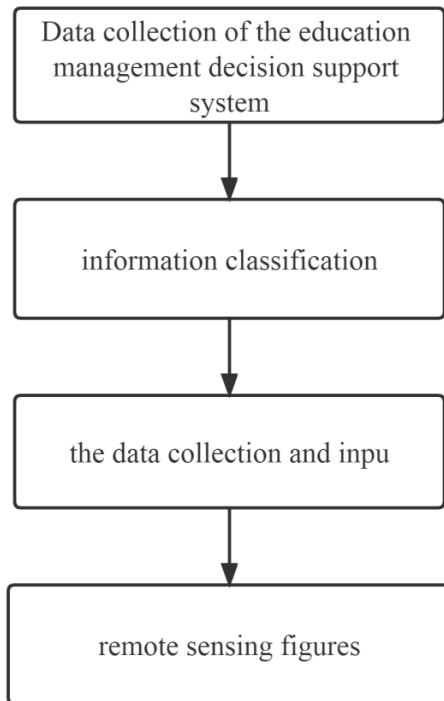 Data collection of the education
management decision support
system
information classification
the data collection and inpu
remote sensing figures